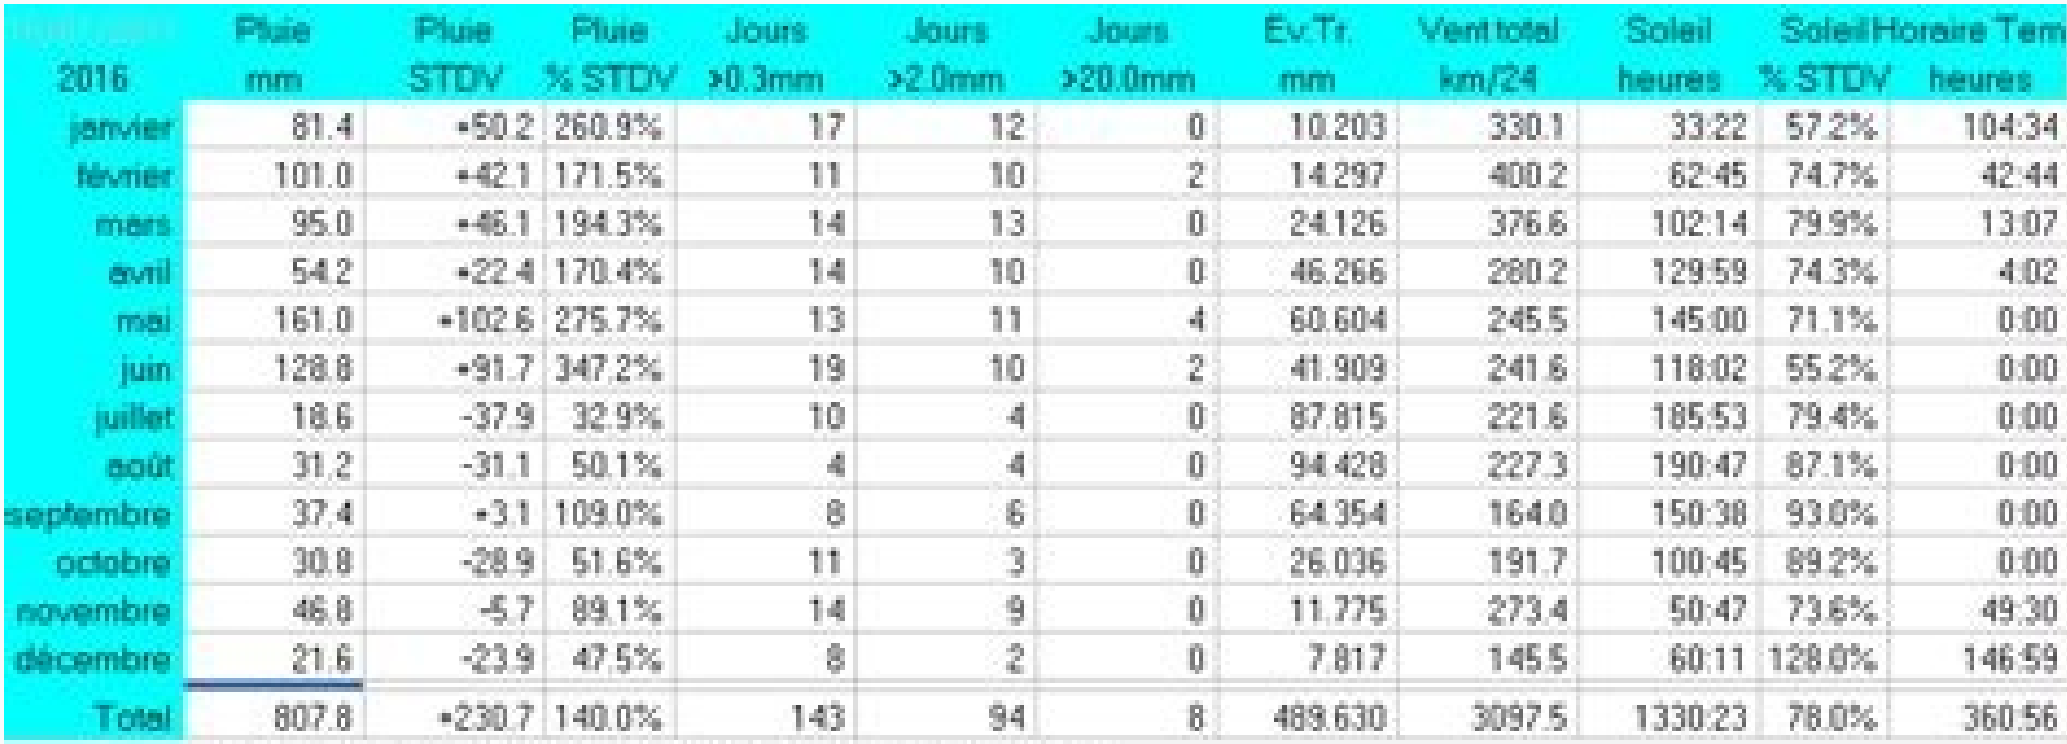 Pluie Pluie Pluie Jours Jours Jours Ev.Tr. Vent total Soleil Soleil Horaire Tem
2016 mm STDV % STDV >0.3mm >2.0mm >20.0mm mm km/24 heures % STDV heures
janvier 81.4 +50.2 260.9% 17 12 0 10.203 330.1 33:22 57.2% 104:34
février 101.0 +42.1 171.5% 11 10 2 14.297 400.2 62:45 74.7% 42:44
mars 95.0 +46.1 194.3% 14 13 0 24.126 376.6 102:14 79.9% 13:07
avril 54.2 +22.4 170.4% 14 10 0 46.266 280.2 129:59 74.3% 4:02
mai 161.0 +102.6 275.7% 13 11 4 60.604 245.5 145:00 71.1% 0:00
juin 128.8 +91.7 347.2% 19 10 2 41.909 241.6 118:02 55.2% 0:00
juillet 18.6 -37.9 32.9% 10 4 0 87.815 221.6 185:53 79.4% 0:00
août 31.2 -31.1 50.1% 4 4 0 94.428 227.3 190:47 87.1% 0:00
septembre 37.4 +3.1 109.0% 8 6 0 64.354 164.0 150:38 93.0% 0:00
octobre 30.8 -28.9 51.6% 11 3 0 26.036 191.7 100:45 89.2% 0:00
novembre 46.8 -5.7 89.1% 14 9 0 11.775 273.4 50:47 73.6% 49:30
décembre 21.6 -23.9 47.5% 8 2 0 7.817 145.5 60:11 128.0% 146:59
Total 807.8 +230.7 140.0% 143 94 8 489.630 3097.5 1330:23 78.0% 360:56